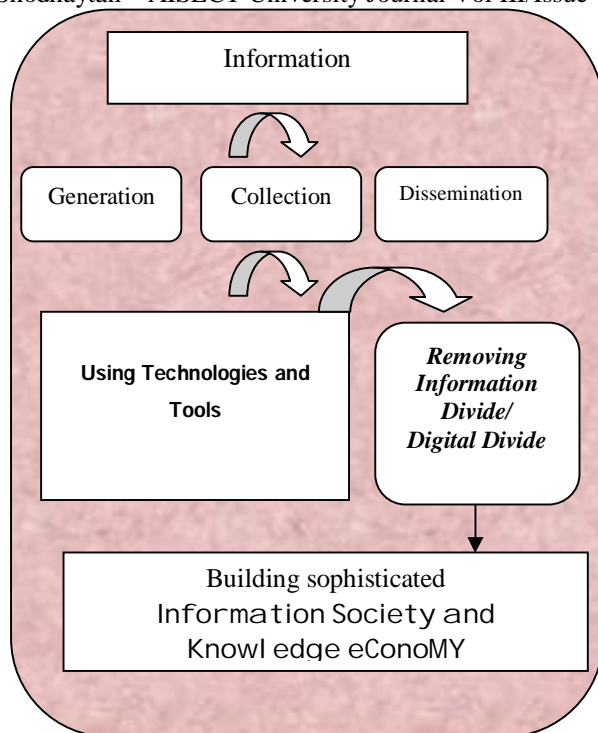 Shodhaytan – AISECT University Journal Vol III/Issue
Information
Generation
Collection
Dissemination
Using Technologies and
Tools
Removing
Information
Divide/
Digital Divide
Building sophisticated
Information Society and
Knowledge eConoMY